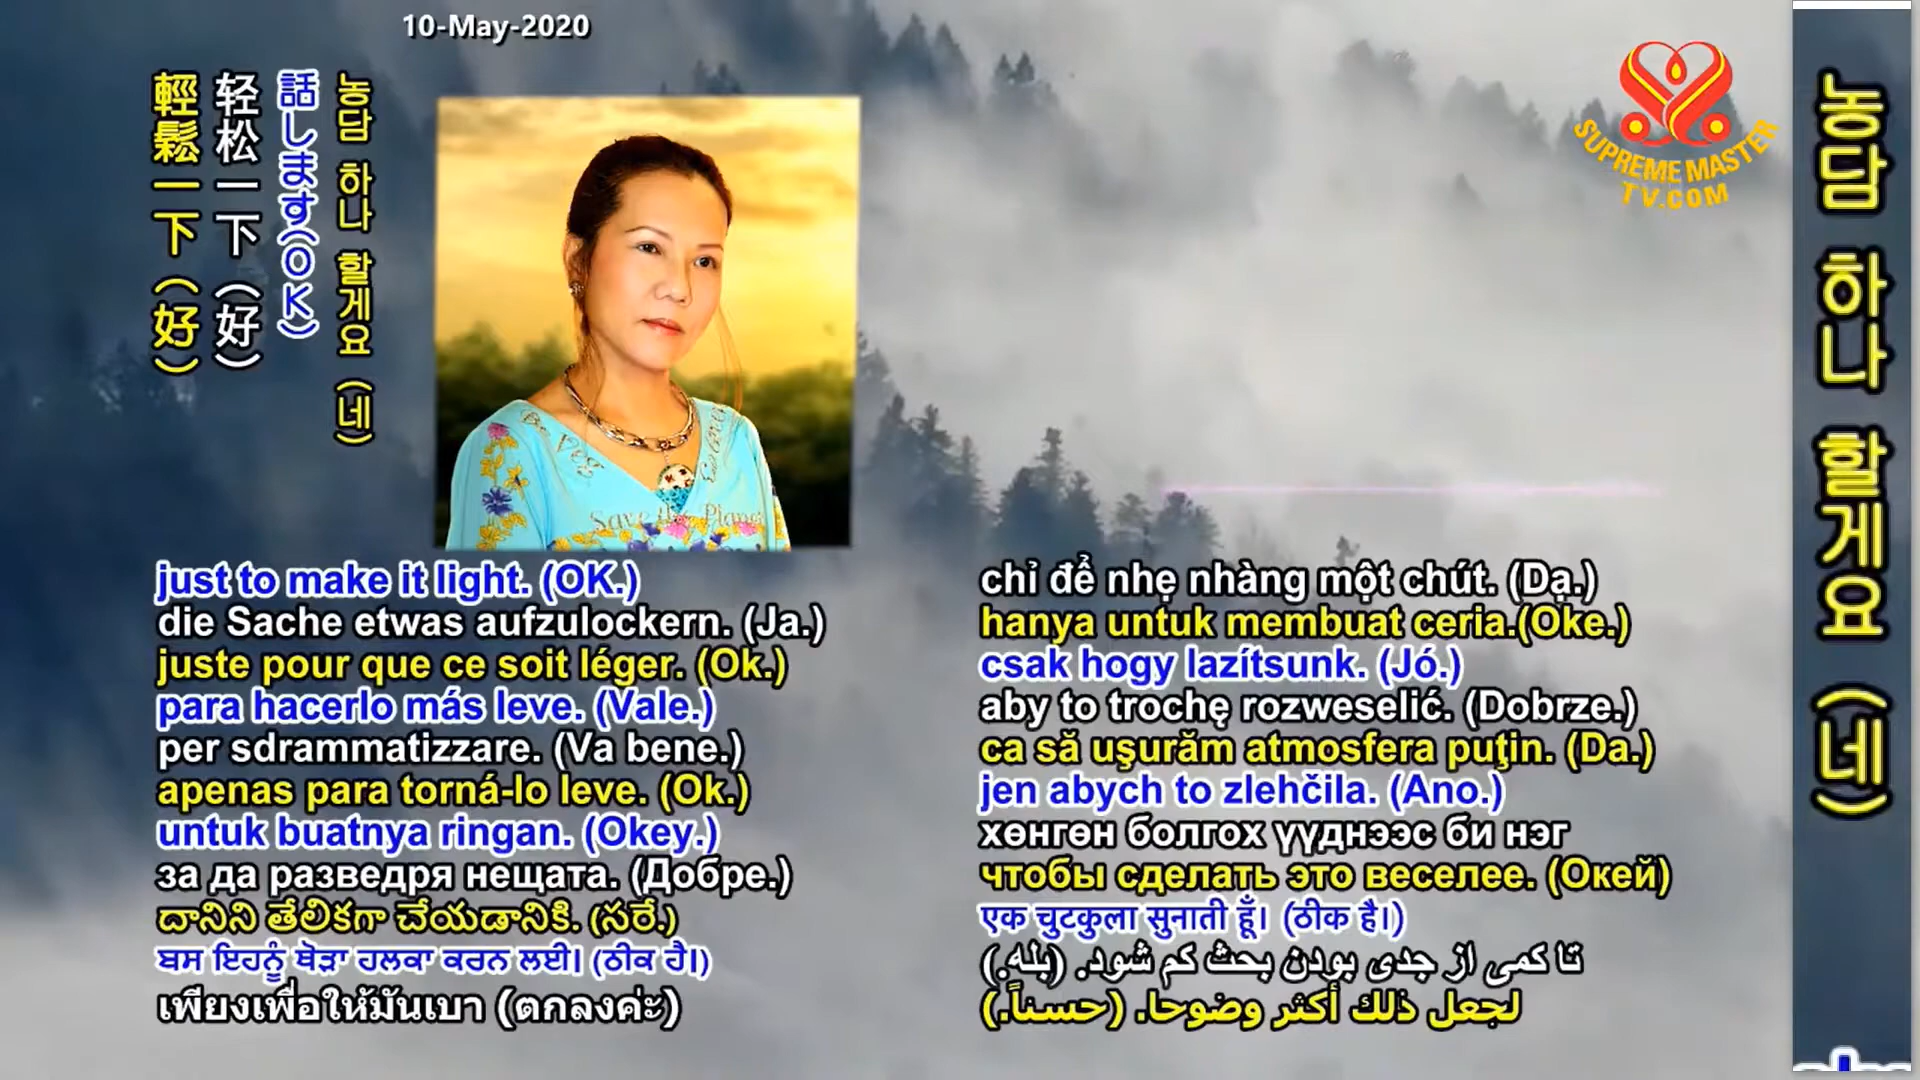 10-May-2020
농담 하나 할게요 (네)
話します(OK)
轻松一下(好)
輕鬆一下(好)
SUPREME MASTER
TV.COM
Save the Planet
just to make it light. (OK.)
die Sache etwas aufzulockern. (Ja.)
juste pour que ce soit léger. (Ok.)
para hacerlo más leve. (Vale.)
per sdrammatizzare. (Va bene.)
apenas para torná-lo leve. (Ok.)
untuk buatnya ringan. (Okey.)
за да разведря нещата. (Добре.)
దానిని తేలికగా చేయడానికి. (సరే.)
ਬਸ ਇਹਨੂੰ ਥੋੜਾ ਹਲਕਾ ਕਰਨ ਲਈ। (ਠੀਕ ਹੈ।)
เพียงเพื่อให้มันเบา (ตกลงค่ะ)
chỉ để nhẹ nhàng một chút. (Dạ.)
hanya untuk membuat ceria.(Oke.)
csak hogy lazítsunk. (Jó.)
aby to trochę rozweselić. (Dobrze.)
ca să uşurăm atmosfera puţin. (Da.)
jen abych to zlehčila. (Ano.)
хөнгөн болгох үүднээс би нэг
чтобы сделать это веселее. (Окей)
एक चुटकुला सुनाती हूँ। (ठीक है।)
تا کمی از جدی بودن بحث کم شود. (بله.)
لجعل ذلك أكثر وضوحا. (حسناً.)
농담 하나 할게요 (네)